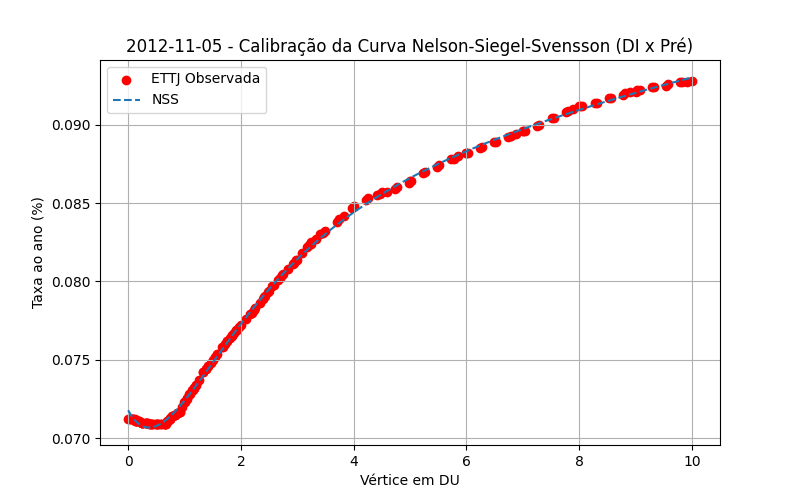 2012-11-05 - Calibração da Curva Nelson-Siegel-Svensson (DI x Pré)
ETTJ Observada
NSS
Taxa ao ano (%)
0.090
0.085
0.080
0.075
0.070
0 2 4 6 8 10
Vértice em DU